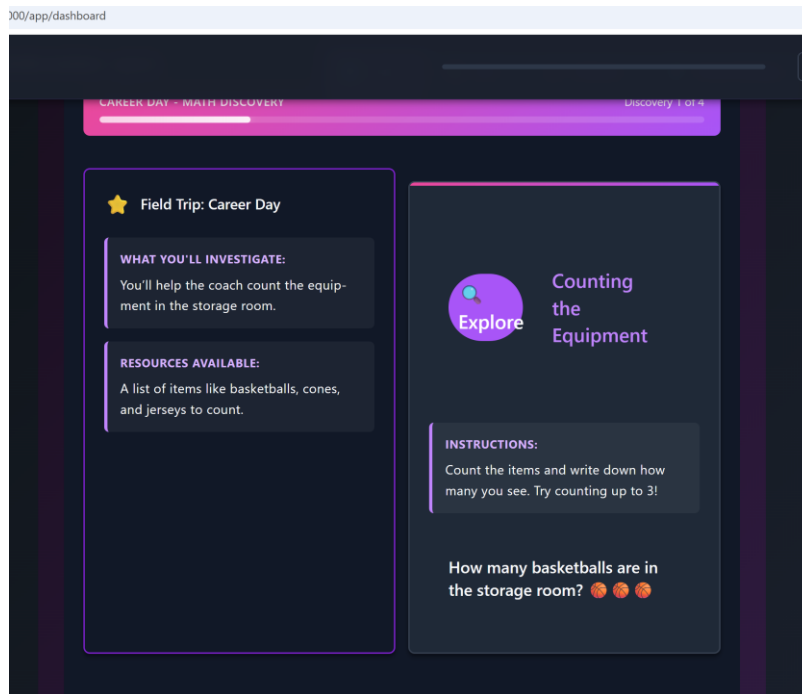 000/app/dashboard
CAREER DAY - MATH DISCOVERY
Discovery 1 of 4
Field Trip: Career Day
WHAT YOU'LL INVESTIGATE:
You'll help the coach count the equip-
ment in the storage room.
RESOURCES AVAILABLE:
A list of items like basketballs, cones,
and jerseys to count.
Explore
Counting
the
Equipment
INSTRUCTIONS:
Count the items and write down how
many you see. Try counting up to 3!
How many basketballs are in
the storage room? 🏀 🏀 🏀